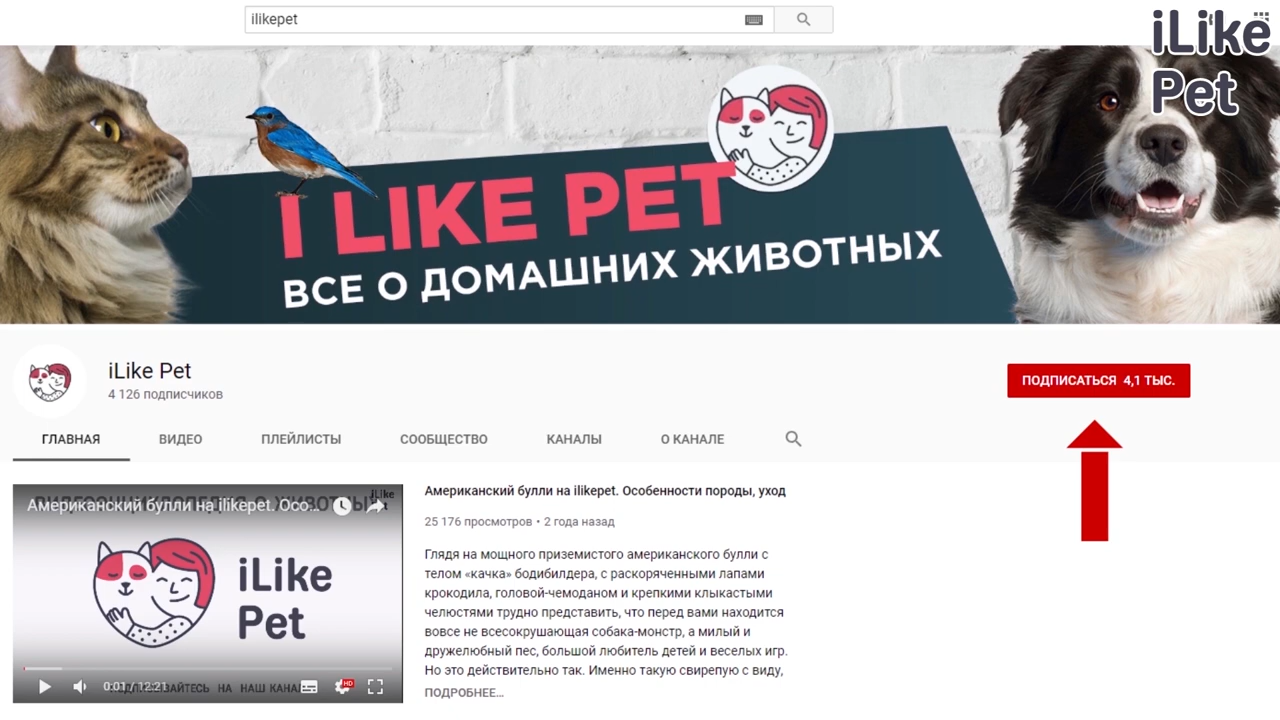 ilikepet
iLike
Pet
I LIKE PET
ВСЕ О ДОМАШНИХ ЖИВОТНЫХ
iLike Pet
4 126 подписчиков
ПОДПИСАТЬСЯ 4,1 ТЫС.
ГЛАВНАЯ ВИДЕО ПЛЕЙЛИСТЫ СООБЩЕСТВО КАНАЛЫ О КАНАЛЕ
Американский булли на ilikepet. Осо...
iLike
Pet
0:01 / 12:21
HD
Американский булли на ilikepet. Особенности породы, уход
25 176 просмотров • 2 года назад
Глядя на мощного приземистого американского булли с
телом «качка» бодибилдера, с раскоряченными лапами
крокодила, головой-чемоданом и крепкими клыкастыми
челюстями трудно представить, что перед вами находится
вовсе не всесокрушающая собака-монстр, а милый и
дружелюбный пес, большой любитель детей и веселых игр.
Но это действительно так. Именно такую свирепую с виду,
ПОДРОБНЕЕ...